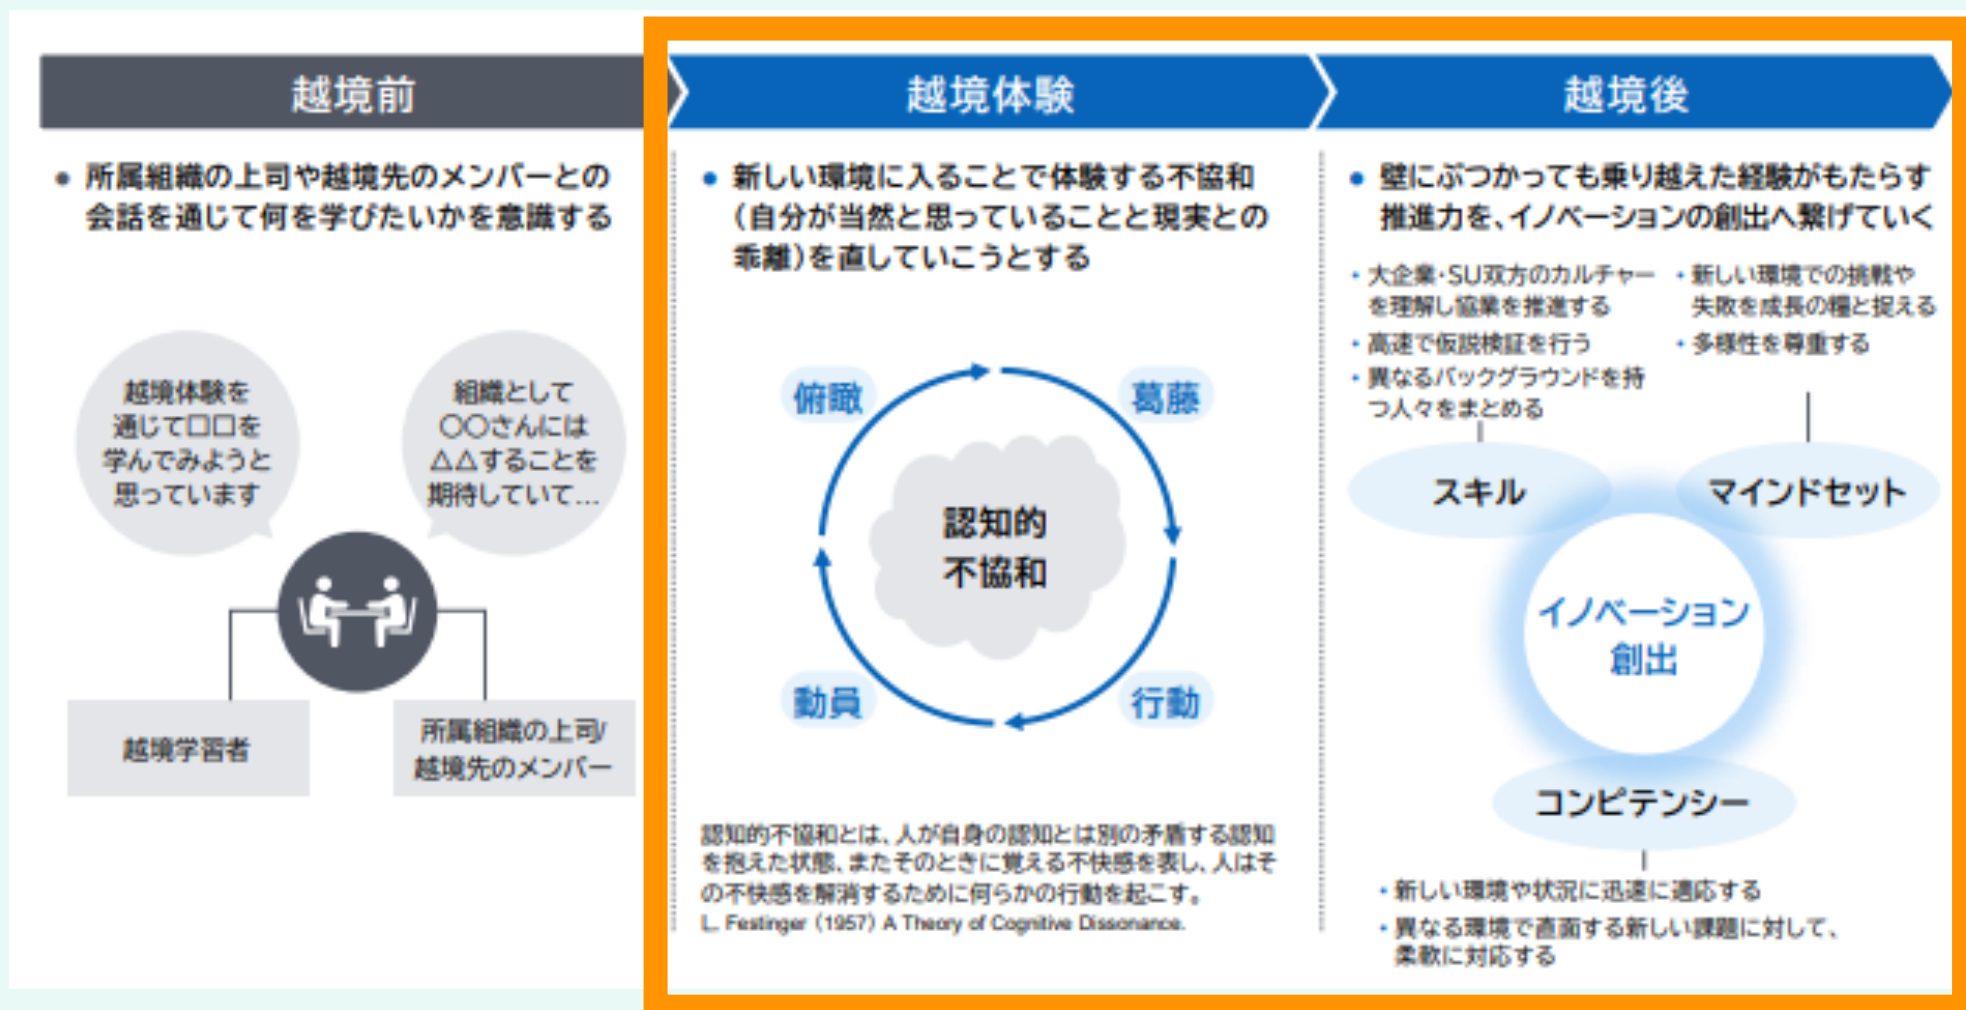 越境前
越境体験
越境後
● 所属組織の上司や越境先のメンバーとの
会話を通じて何を学びたいかを意識する
越境体験を
通じて□□を
学んでみようと
思っています
組織として
〇〇さんには
△△することを
期待していて…
越境学習者
所属組織の上司/
越境先のメンバー
● 新しい環境に入ることで体験する不協和
（自分が当然と思っていることと現実との
乖離）を直していこうとする
俯瞰
葛藤
認知的
不協和
動員
行動
認知的不協和とは、人が自身の認知とは別の矛盾する認知
を抱えた状態、またそのときに覚える不快感を表し、人はそ
の不快感を解消するために何らかの行動を起こす。
L. Festinger (1957) A Theory of Cognitive Dissonance.
● 壁にぶつかっても乗り越えた経験がもたらす
推進力を、イノベーションの創出へ繋げていく
・大企業・SU双方のカルチャー
を理解し協業を推進する
・高速で仮説検証を行う
・異なるバックグラウンドを持
つ人々をまとめる
・新しい環境での挑戦や
失敗を成長の糧と捉える
・多様性を尊重する
スキル
マインドセット
イノベーション
創出
コンピテンシー
・新しい環境や状況に迅速に適応する
・異なる環境で直面する新しい課題に対して、
柔軟に対応する